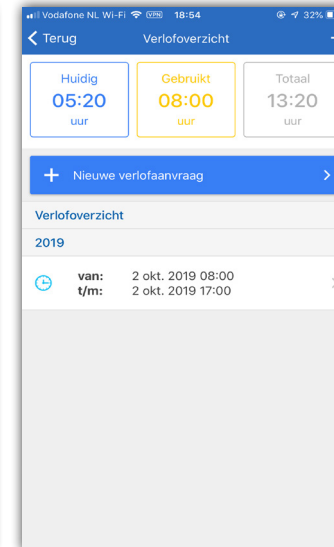 Vodafone NL Wi-Fi VPN 18:54 32%
Terug Verlofoverzicht
Huidig Gebruikt Totaal
05:20 08:00 13:20
uur uur uur
+ Nieuwe verlofaanvraag
Verlofoverzicht
2019
van: 2 okt. 2019 08:00
t/m: 2 okt. 2019 17:00